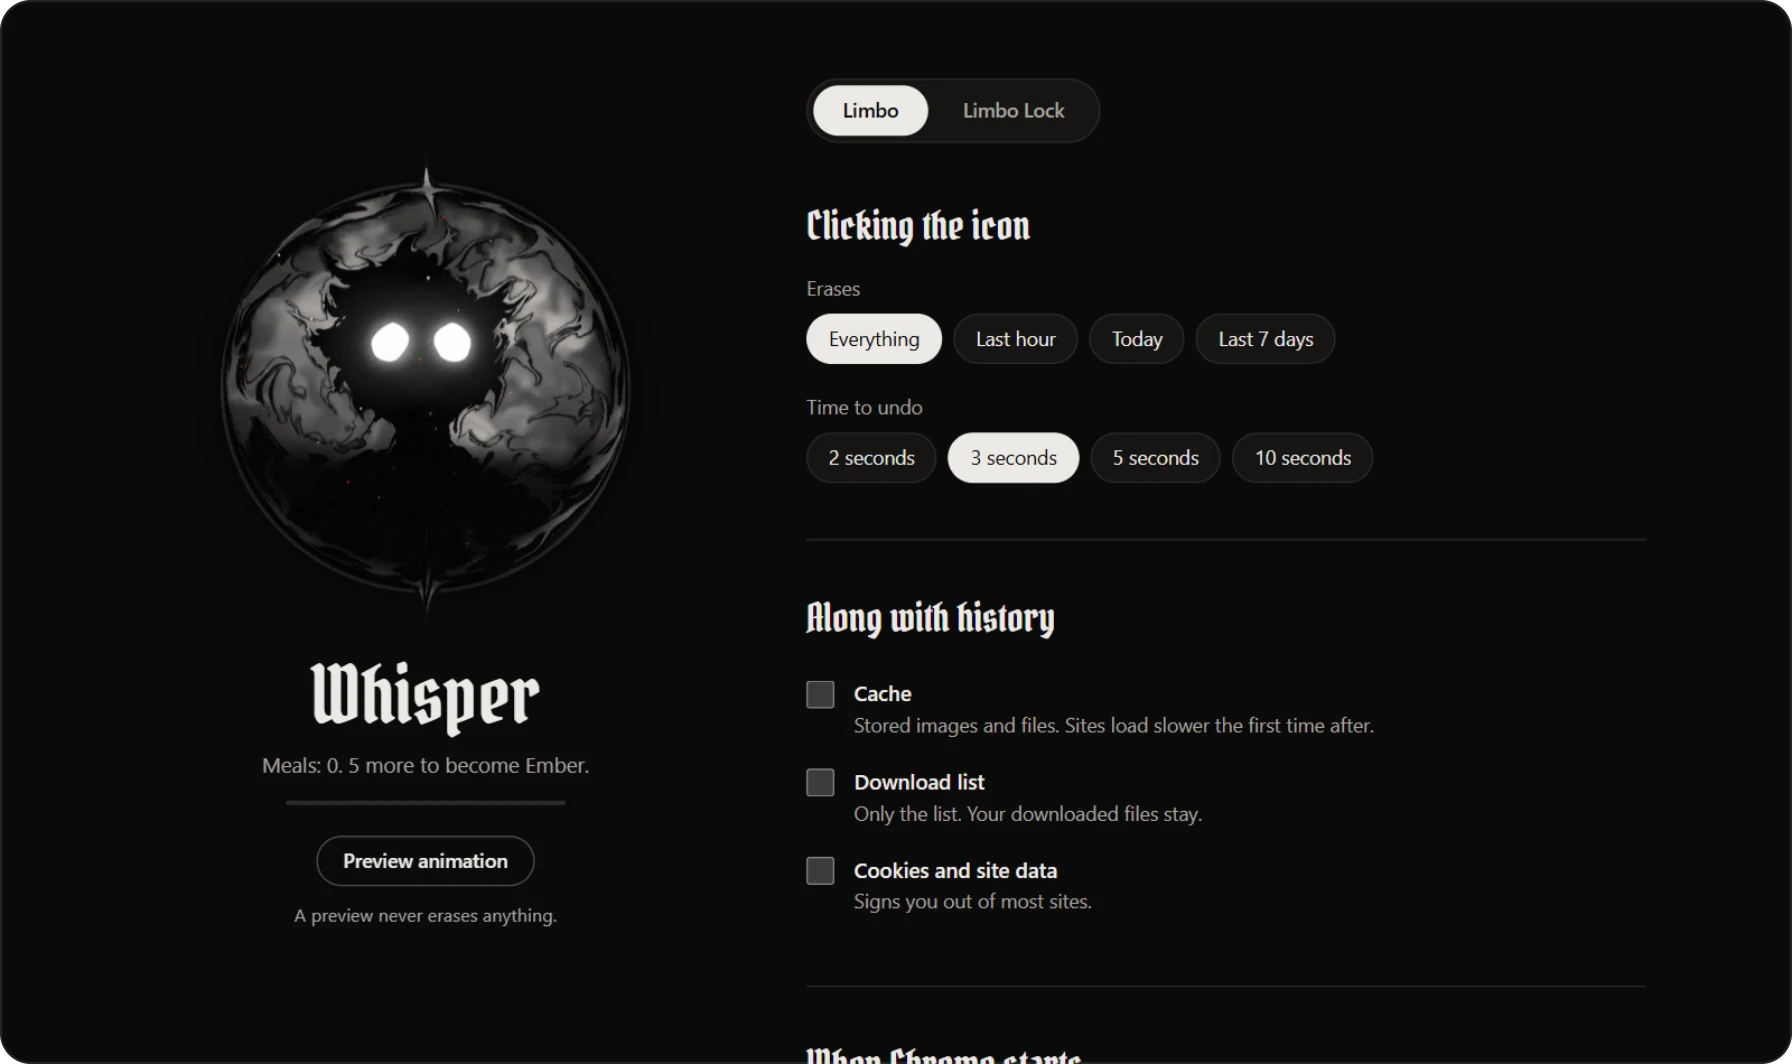 Limbo
Limbo Lock
Clicking the icon
Erases
Everything
Last hour
Today
Last 7 days
Time to undo
2 seconds
3 seconds
5 seconds
10 seconds
Along with history
Cache
Stored images and files. Sites load slower the first time after.
Download list
Only the list. Your downloaded files stay.
Cookies and site data
Signs you out of most sites.
When Chrome starts
Whisper
Meals: 0. 5 more to become Ember.
Preview animation
A preview never erases anything.